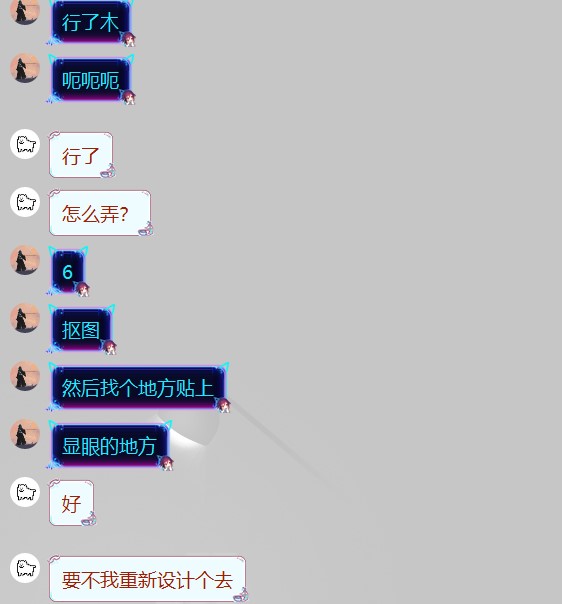 行了木
呃呃呃
行了
怎么弄？
6
抠图
然后找个地方贴上
显眼的地方
好
要不我重新设计个去